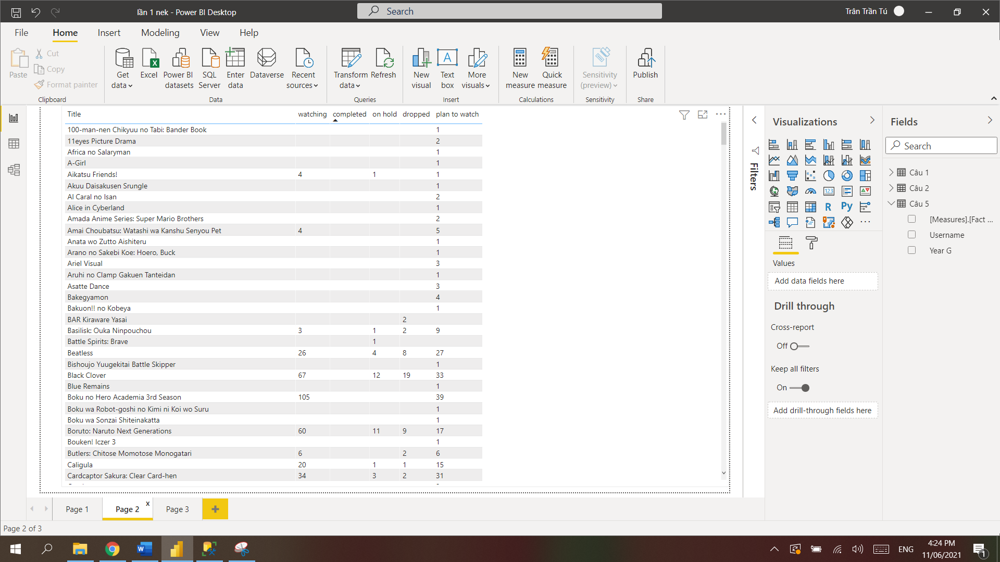 lần 1 nek - Power BI Desktop
Search
Trân Trần Tú
File Home Insert Modeling View Help
Paste
Cut
Copy
Format painter
Clipboard
Get data
Excel
Power BI datasets
SQL Server
Enter data
Dataverse
Recent sources
Data
Transform data
Refresh
Queries
New visual
Text box
More visuals
Insert
New measure
Quick measure
Calculations
Sensitivity (preview)
Sensitivity
Publish
Share
Title watching completed on hold dropped plan to watch
100-man-nen Chikyuu no Tabi: Bander Book 1
11eyes Picture Drama 2
Africa no Salaryman 1
A-Girl 1
Aikatsu Friends! 4 1 1
Akuu Daisakusen Srungle 1
Al Caral no Isan 2
Alice in Cyberland 1
Amada Anime Series: Super Mario Brothers 2
Amai Choubatsu: Watashi wa Kanshu Senyou Pet 4 5
Anata wo Zutto Aishiteru 1
Arano no Sakebi Koe: Hoero, Buck 1
Ariel Visual 3
Aruhi no Clamp Gakuen Tanteidan 1
Asatte Dance 3
Bakegyamon 4
Bakuon!! no Kobeya 1
BAR Kiraware Yasai 2
Basilisk: Ouka Ninpouchou 3 1 2 9
Battle Spirits: Brave 1
Beatless 26 4 8 27
Bishoujo Yuugekitai Battle Skipper 1
Black Clover 67 12 19 33
Blue Remains 1
Boku no Hero Academia 3rd Season 105 39
Boku wa Robot-goshi no Kimi ni Koi wo Suru 1
Boku wa Sonzai Shiteinakatta 1
Boruto: Naruto Next Generations 60 11 9 17
Bouken! Iczer 3 1
Butlers: Chitose Momotose Monogatari 6 2 6
Caligula 20 1 1 15
Cardcaptor Sakura: Clear Card-hen 34 3 2 31
Filters
Visualizations
123
R
Py
Values
Add data fields here
Drill through
Cross-report
Off
Keep all filters
On
Add drill-through fields here
Fields
Search
Câu 1
Câu 2
Câu 5
[Measures].[Fact ...
Username
Year G
Page 1
Page 2 x
Page 3
Page 2 of 3
ENG
4:24 PM
11/06/2021
1